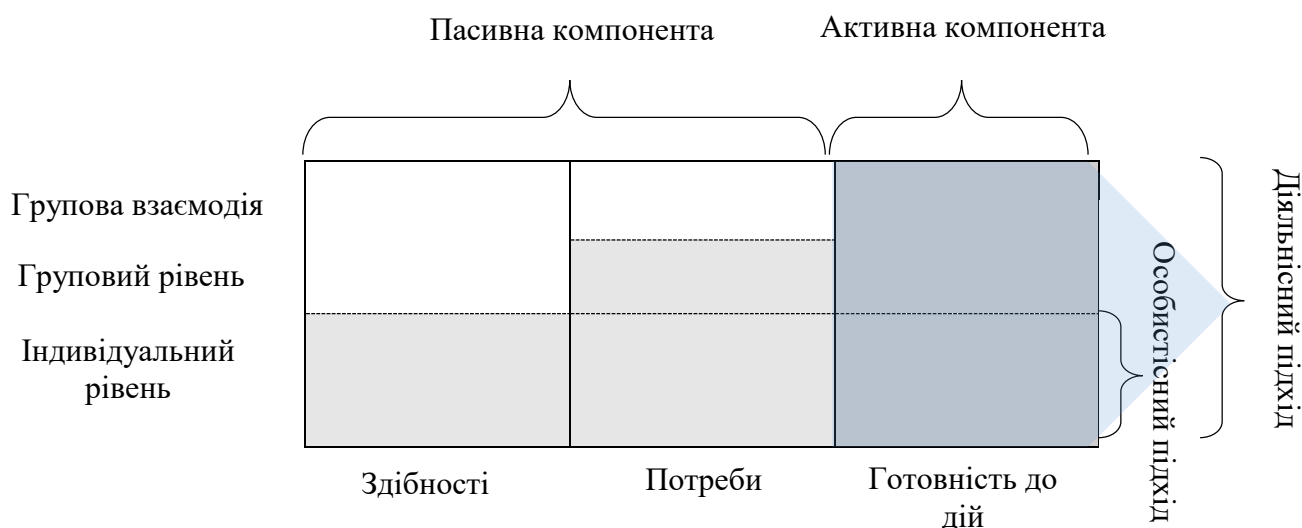 Пасивна компонента
Активна компонента
Групова взаємодія
Груповий рівень
Індивідуальний
рівень
Особистісний підхід
Діяльнісний підхід
Здібності
Потреби
Готовність до
дій